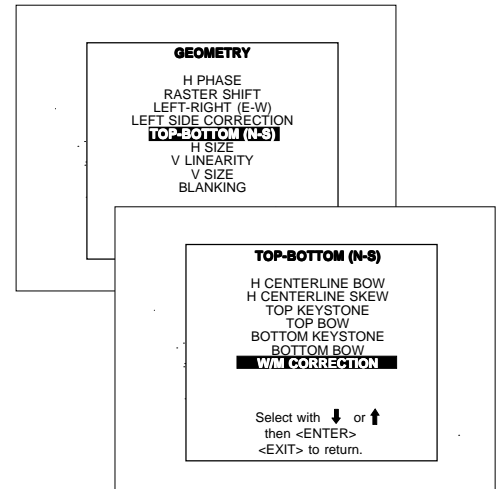 GEOMETRY
H PHASE
RASTER SHIFT
LEFT-RIGHT (E-W)
LEFT SIDE CORRECTION
TOP-BOTTOM (N-S)
H SIZE
V LINEARITY
V SIZE
BLANKING
TOP-BOTTOM (N-S)
H CENTERLINE BOW
H CENTERLINE SKEW
TOP KEYSTONE
TOP BOW
BOTTOM KEYSTONE
BOTTOM BOW
W/M CORRECTION
Select with ⬇ or ⬆
then <ENTER>
<EXIT> to return.